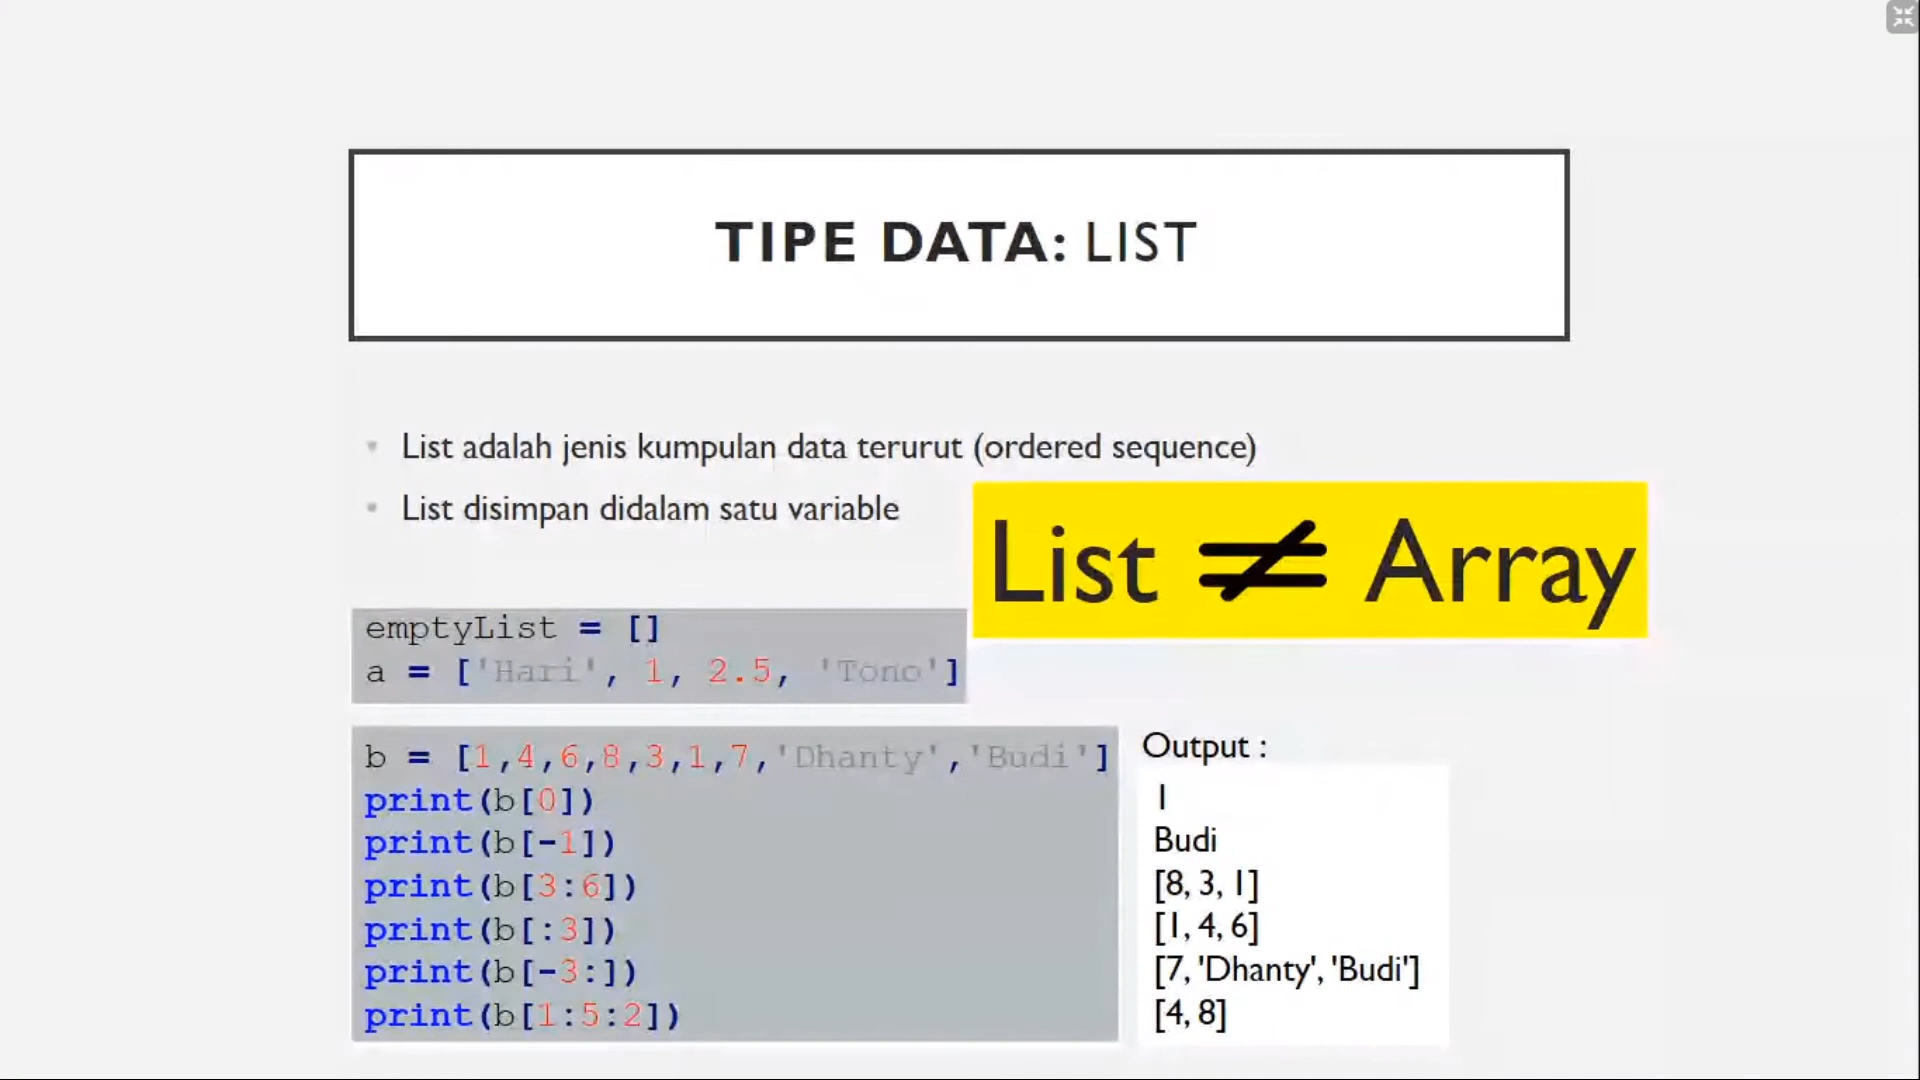 TIPE DATA: LIST
List adalah jenis kumpulan data terurut (ordered sequence)
List disimpan didalam satu variable
List ≠ Array
emptyList = []
a = ['Hari', 1, 2.5, 'Tono']
b = [1,4,6,8,3,1,7,'Dhanty','Budi']
print(b[0])
print(b[-1])
print(b[3:6])
print(b[:3])
print(b[-3:])
print(b[1:5:2])
Output :
1
Budi
[8, 3, 1]
[1, 4, 6]
[7, 'Dhanty', 'Budi']
[4, 8]